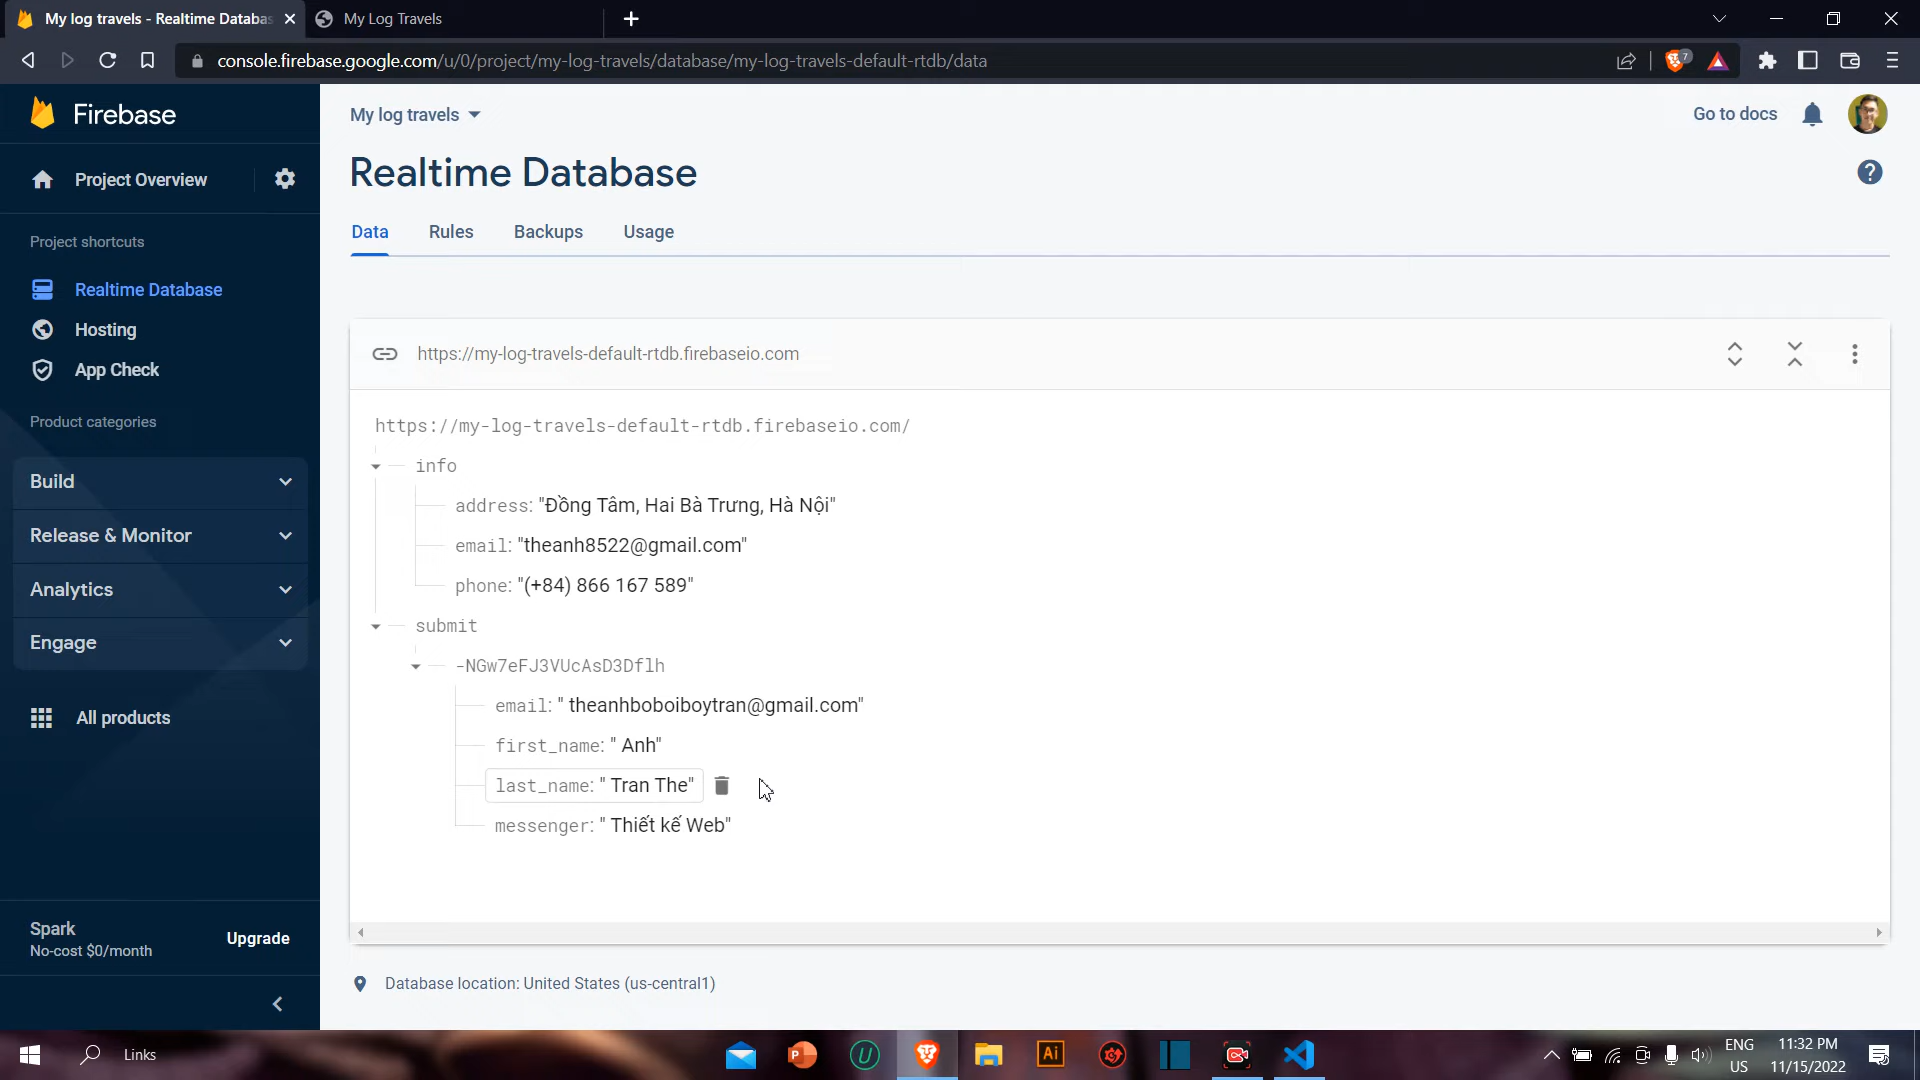 My log travels - Realtime Databa
My Log Travels
console.firebase.google.com/u/0/project/my-log-travels/database/my-log-travels-default-rtdb/data
7
Firebase
Project Overview
Project shortcuts
Realtime Database
Hosting
App Check
Product categories
Build
Release & Monitor
Analytics
Engage
All products
Spark
No-cost $0/month
Upgrade
My log travels
Go to docs
Realtime Database
Data Rules Backups Usage
https://my-log-travels-default-rtdb.firebaseio.com
https://my-log-travels-default-rtdb.firebaseio.com/
info
address: "Đồng Tâm, Hai Bà Trưng, Hà Nội"
email: "theanh8522@gmail.com"
phone: "(+84) 866 167 589"
submit
-NGw7eFJ3VUcAsD3Dflh
email: " theanhboboiboytran@gmail.com"
first_name: " Anh"
last_name: " Tran The"
messenger: " Thiết kế Web"
Database location: United States (us-central1)
Links
P
U
Ai
ENG
US
11:32 PM
11/15/2022